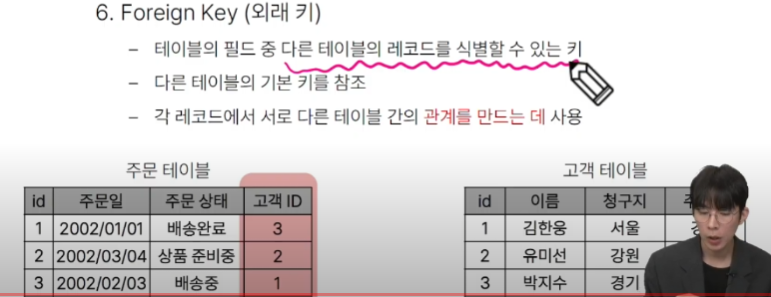 6. Foreign Key (외래 키)
– 테이블의 필드 중 다른 테이블의 레코드를 식별할 수 있는 키
– 다른 테이블의 기본 키를 참조
– 각 레코드에서 서로 다른 테이블 간의 관계를 만드는 데 사용
주문 테이블
id 주문일 주문 상태 고객 ID
1 2002/01/01 배송완료 3
2 2002/03/04 상품 준비중 2
3 2002/02/03 배송중 1
고객 테이블
id 이름 청구지
1 김한웅 서울
2 유미선 강원
3 박지수 경기